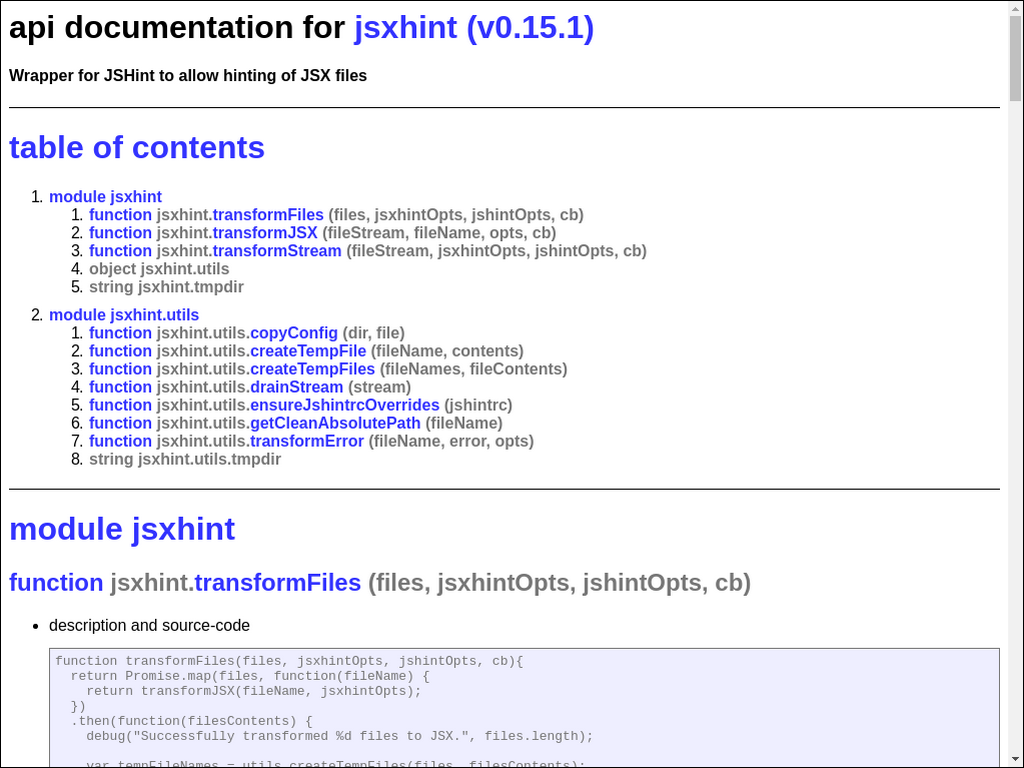 api documentation for jsxhint (v0.15.1)
Wrapper for JSHint to allow hinting of JSX files
table of contents
1. module jsxhint
1. function jsxhint.transformFiles (files, jsxhintOpts, jshintOpts, cb)
2. function jsxhint.transformJSX (fileStream, fileName, opts, cb)
3. function jsxhint.transformStream (fileStream, jsxhintOpts, jshintOpts, cb)
4. object jsxhint.utils
5. string jsxhint.tmpdir
2. module jsxhint.utils
1. function jsxhint.utils.copyConfig (dir, file)
2. function jsxhint.utils.createTempFile (fileName, contents)
3. function jsxhint.utils.createTempFiles (fileNames, fileContents)
4. function jsxhint.utils.drainStream (stream)
5. function jsxhint.utils.ensureJshintrcOverrides (jshintrc)
6. function jsxhint.utils.getCleanAbsolutePath (fileName)
7. function jsxhint.utils.transformError (fileName, error, opts)
8. string jsxhint.utils.tmpdir
module jsxhint
function jsxhint.transformFiles (files, jsxhintOpts, jshintOpts, cb)
• description and source-code
function transformFiles(files, jsxhintOpts, jshintOpts, cb){
  return Promise.map(files, function(fileName) {
    return transformJSX(fileName, jsxhintOpts);
  })
  .then(function(filesContents) {
    debug("Successfully transformed %d files to JSX.", files.length);
    var tempFileNames = utils.createTempFiles(files, filesContents);